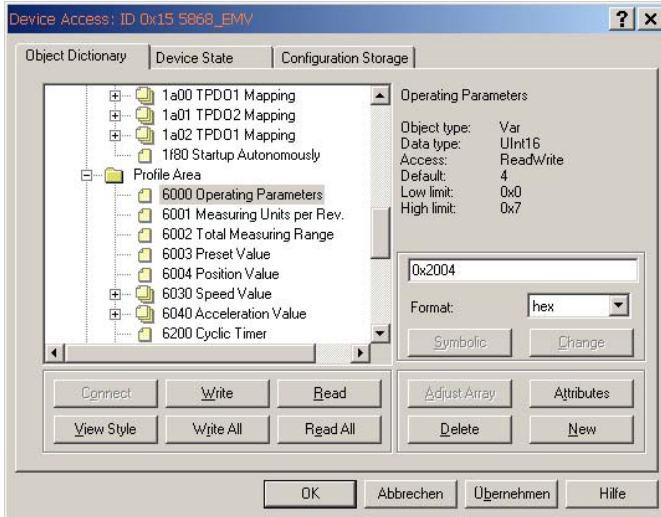 Device Access: ID 0x15 5868_EMV
Object Dictionary
Device State
Configuration Storage
1a00 TPDO1 Mapping
1a01 TPDO2 Mapping
1a02 TPDO1 Mapping
1f80 Startup Autonomously
Profile Area
6000 Operating Parameters
6001 Measuring Units per Rev.
6002 Total Measuring Range
6003 Preset Value
6004 Position Value
6030 Speed Value
6040 Acceleration Value
6200 Cyclic Timer
Operating Parameters
Object type: Var
Data type: UInt16
Access: ReadWrite
Default: 4
Low limit: 0x0
High limit: 0x7
0x2004
Format: hex
Symbolic
Change
Connect
Write
Read
View Style
Write All
Read All
Adjust Array
Attributes
Delete
New
OK
Abbrechen
Übernehmen
Hilfe